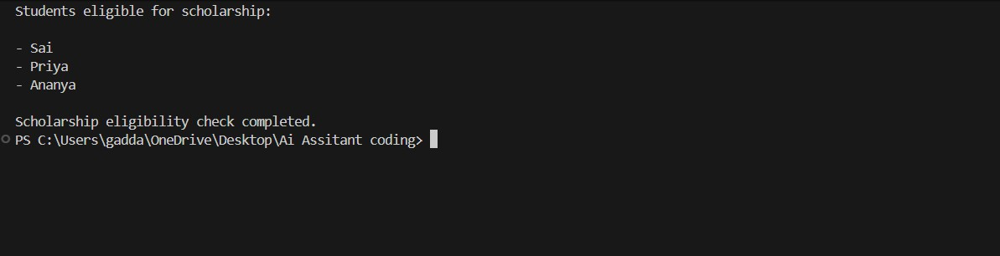 Students eligible for scholarship:
- Sai
- Priya
- Ananya
Scholarship eligibility check completed.
PS C:\Users\gadda\OneDrive\Desktop\Ai Assitant coding>